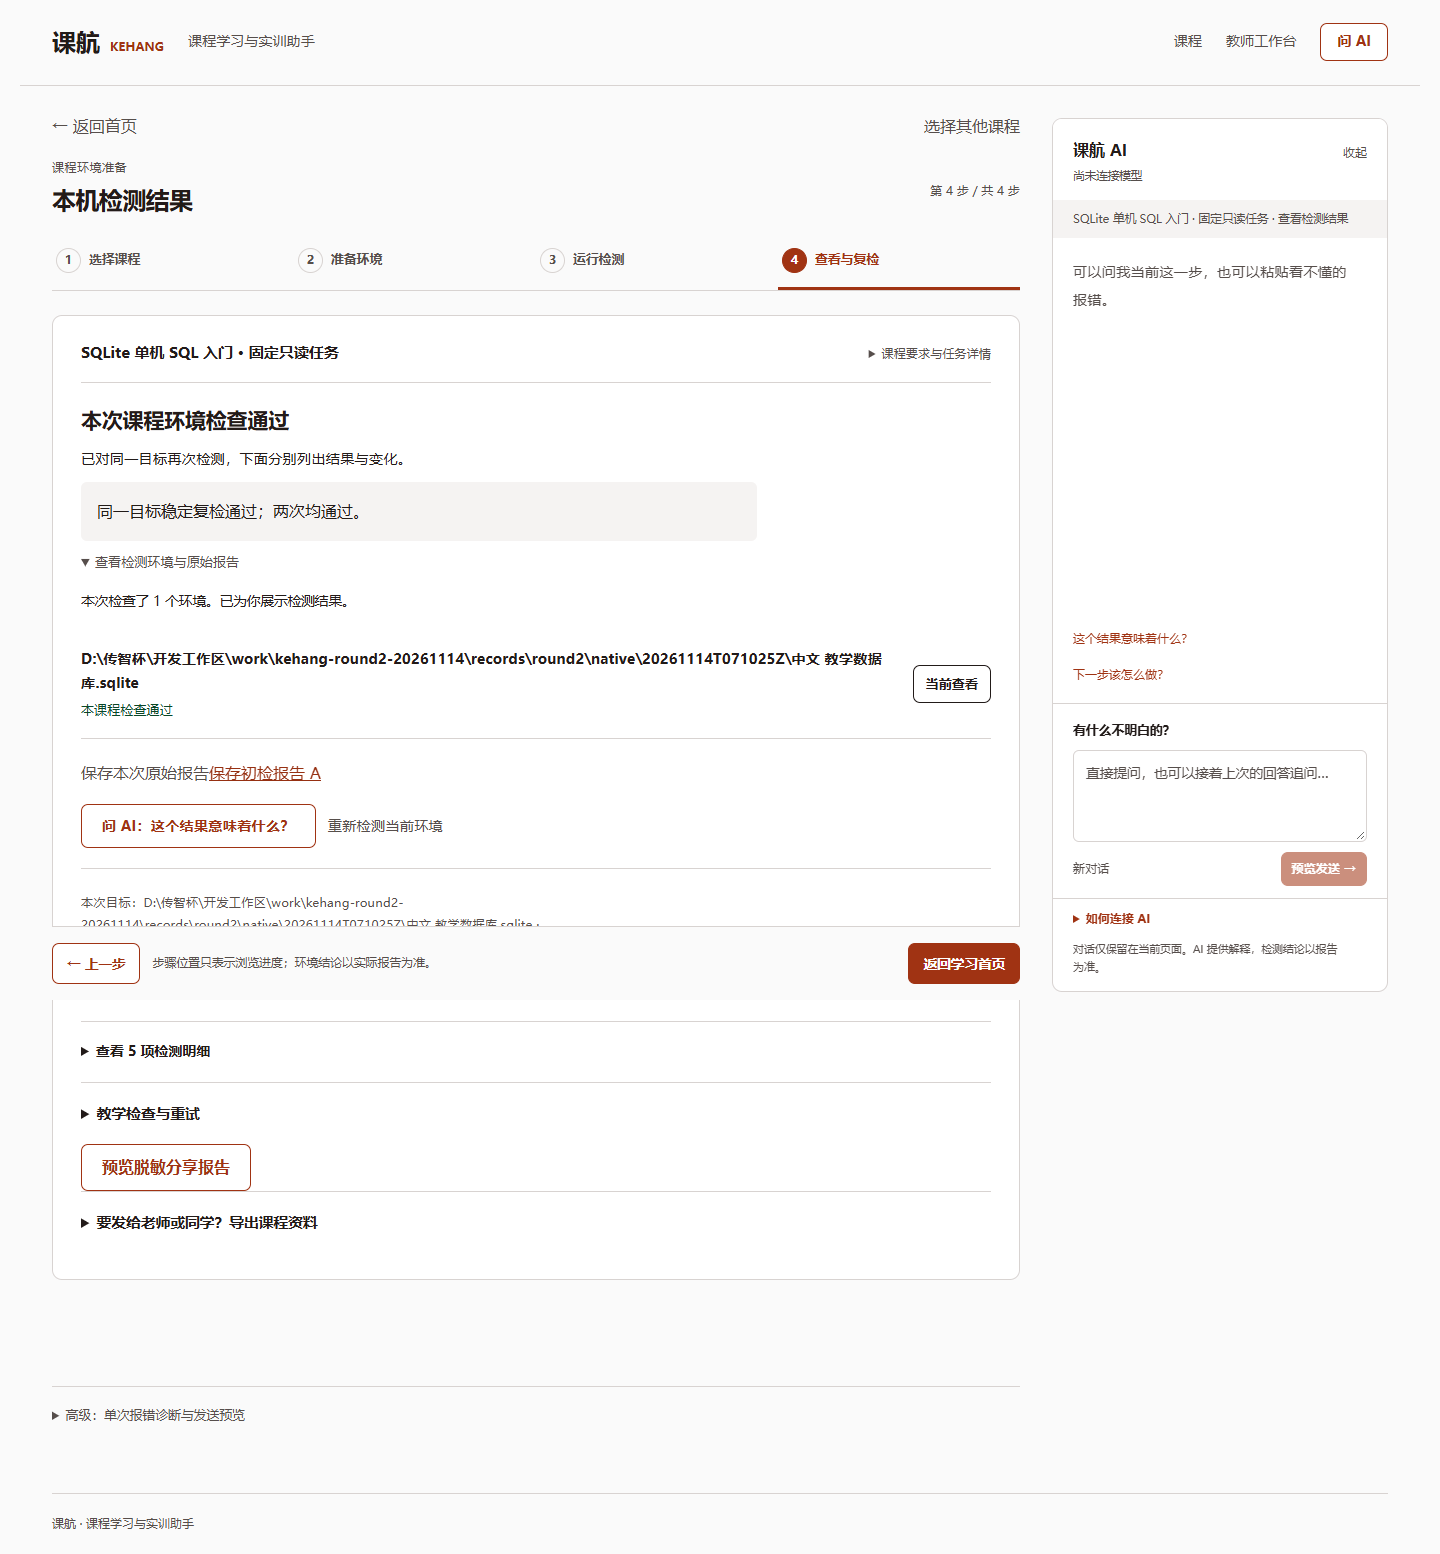 课航 KEHANG 课程学习与实训助手
课程 教师工作台 问 AI
← 返回首页 选择其他课程
课程环境准备
本机检测结果
第 4 步 / 共 4 步
1 选择课程 2 准备环境 3 运行检测 4 查看与复检
SQLite 单机 SQL 入门 · 固定只读任务
▶ 课程要求与任务详情
本次课程环境检查通过
已对同一目标再次检测，下面分别列出结果与变化。
同一目标稳定复检通过；两次均通过。
▼ 查看检测环境与原始报告
本次检查了 1 个环境。已为你展示检测结果。
D:\传智杯\开发工作区\work\kehang-round2-20261114\records\round2\native\20261114T071025Z\中文 教学数据
库.sqlite
本课程检查通过
当前查看
保存本次原始报告保存初检报告 A
问 AI：这个结果意味着什么？ 重新检测当前环境
本次目标：D:\传智杯\开发工作区\work\kehang-round2-
20261114\records\round2\native\20261114T071025Z\中文 教学数据库.sqlite ·
← 上一步 步骤位置只表示浏览进度；环境结论以实际报告为准。 返回学习首页
▶ 查看 5 项检测明细
▶ 教学检查与重试
预览脱敏分享报告
▶ 要发给老师或同学？导出课程资料
▶ 高级：单次报错诊断与发送预览
课航 · 课程学习与实训助手
课航 AI
收起
尚未连接模型
SQLite 单机 SQL 入门 · 固定只读任务 · 查看检测结果
可以问我当前这一步，也可以粘贴看不懂的
报错。
这个结果意味着什么？
下一步该怎么做？
有什么不明白的？
直接提问，也可以接着上次的回答追问...
新对话 预览发送 →
▶ 如何连接 AI
对话仅保留在当前页面。AI 提供解释，检测结论以报告
为准。